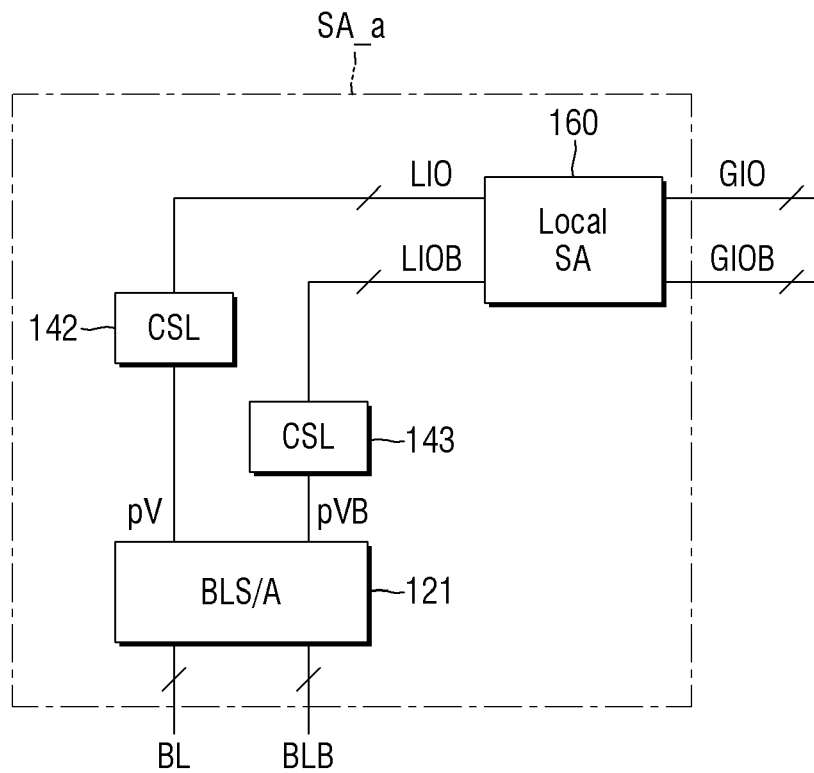 SA_a
160
LIO
GIO
Local
SA
LIOB
GIOB
142
CSL
CSL
143
pV
pVB
BLS/A
121
BL
BLB